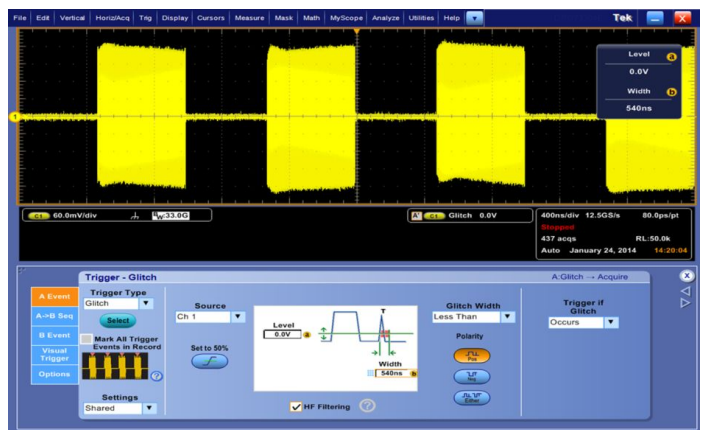 File Edit Vertical Horiz/Acq Trig Display Cursors Measure Mask Math MyScope Analyze Utilities Help Tek X
Level a
0.0V
Width b
540ns
1
C1 60.0mV/div BW:33.0G
A' C1 Glitch 0.0V
400ns/div 12.5GS/s 80.0ps/pt
Stopped
437 acqs RL:50.0k
Auto January 24, 2014 14:20:04
Trigger - Glitch A:Glitch → Acquire X
A Event
A->B Seq
B Event
Visual Trigger
Options
Trigger Type
Glitch
Select
Mark All Trigger
Events in Record
?
Settings
Shared
Source
Ch 1
Set to 50%
Level
0.0V a
T
Width
540ns b
HF Filtering ?
Glitch Width
Less Than
Polarity
Pos
Neg
Either
Trigger if
Glitch
Occurs